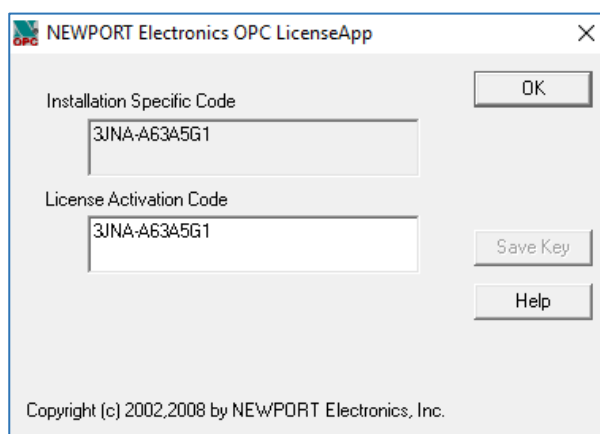 OPC
NEWPORT Electronics OPC LicenseApp
Installation Specific Code
OK
3JNA-A63A5G1
License Activation Code
3JNA-A63A5G1
Save Key
Help
Copyright (c) 2002,2008 by NEWPORT Electronics, Inc.